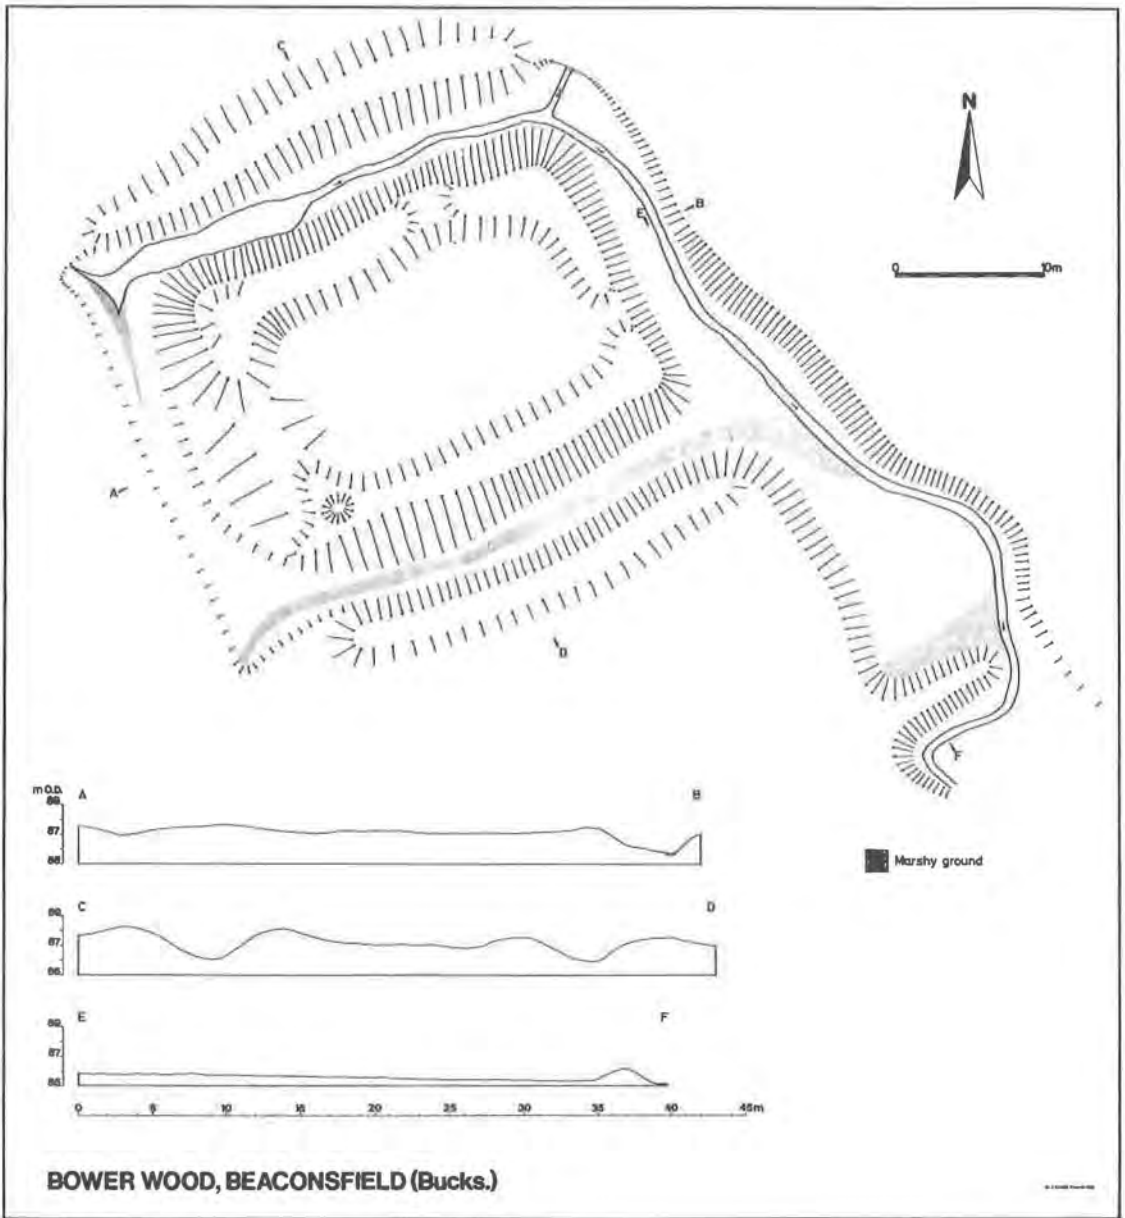 C
N
B
E
0 10m
A
D
F
m O.D. A B
88.
87.
86.
Marshy ground
C D
88.
87.
86.
E F
88.
87.
86.
0 5 10 15 20 25 30 35 40 45m
BOWER WOOD, BEACONSFIELD (Bucks.)